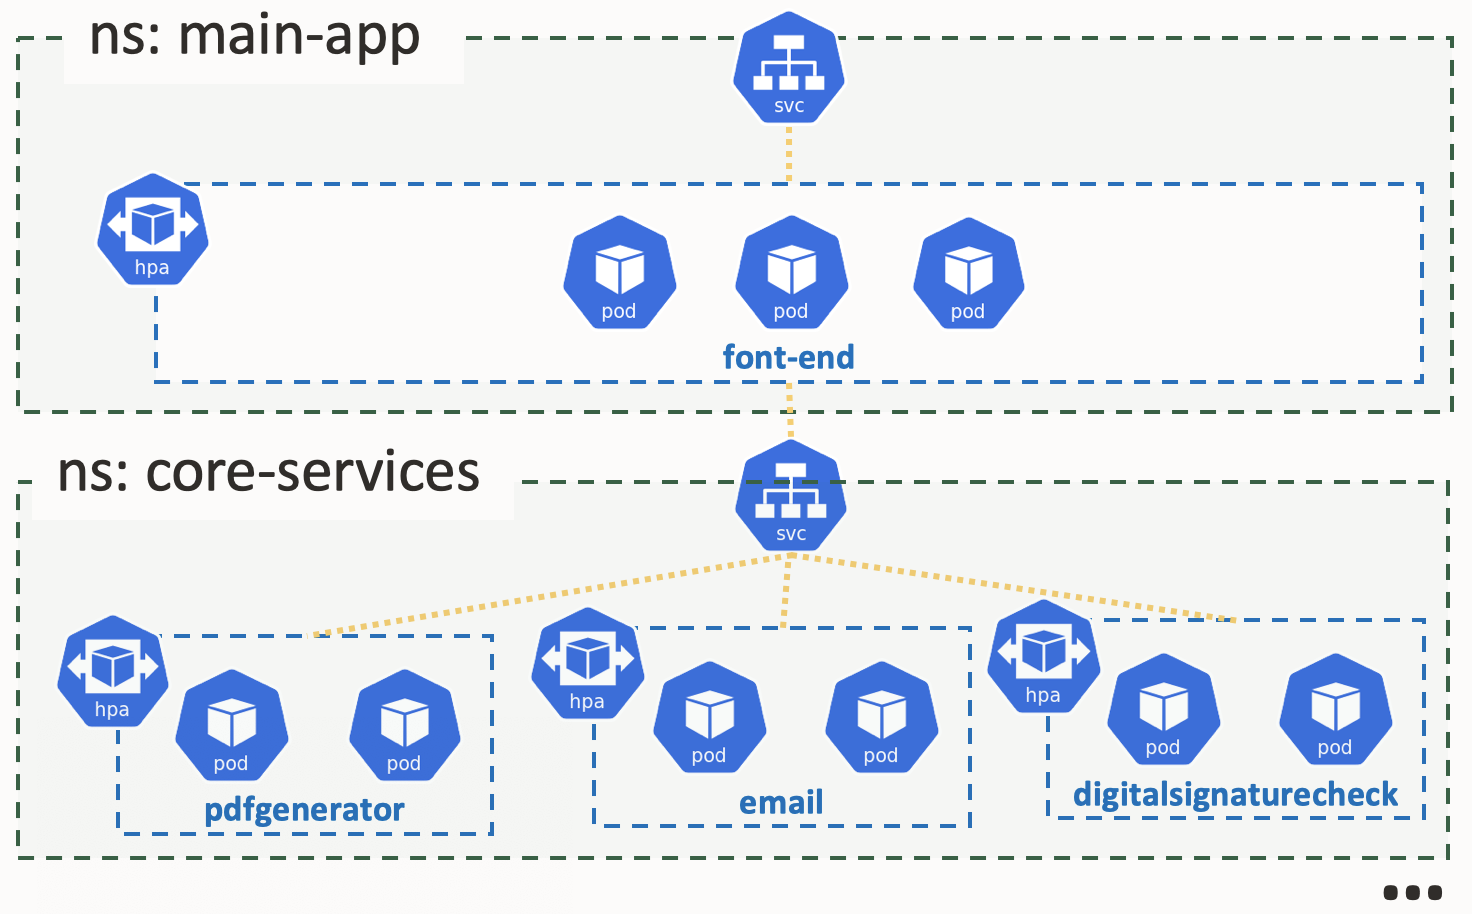 ns: main-app
svc
hpa
pod pod pod
font-end
ns: core-services
svc
hpa
pod pod
pdfgenerator
hpa
pod pod
email
hpa
pod pod
digitalsignaturecheck
...